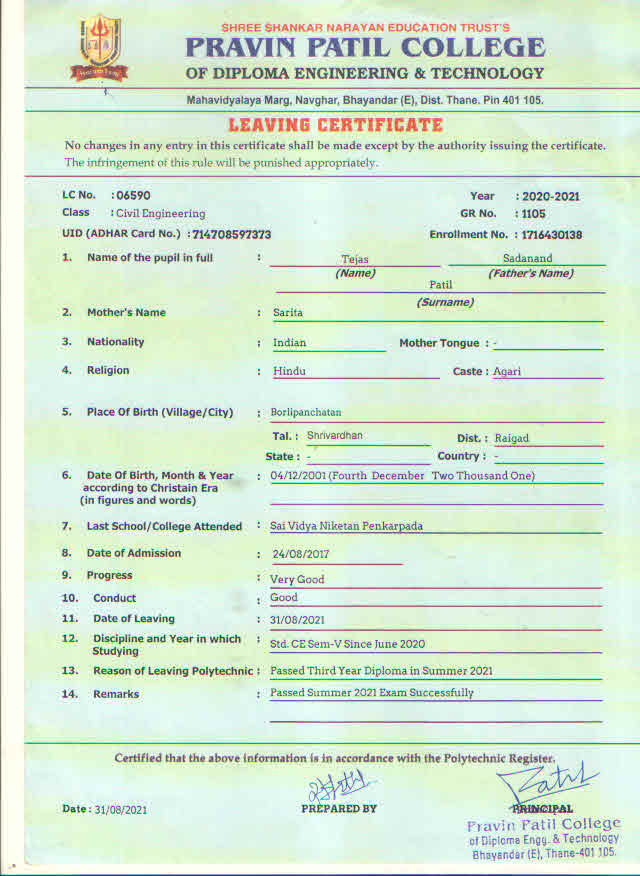 SHREE SHANKAR NARAYAN EDUCATION TRUST'S
PRAVIN PATIL COLLEGE
OF DIPLOMA ENGINEERING & TECHNOLOGY
Mahavidyalaya Marg, Navghar, Bhayandar (E), Dist. Thane. Pin 401 105.
LEAVING CERTIFICATE
No changes in any entry in this certificate shall be made except by the authority issuing the certificate.
The infringement of this rule will be punished appropriately.
LC No. : 06590 Year : 2020-2021
Class : Civil Engineering GR No. : 1105
UID (ADHAR Card No.) : 714708597373 Enrollment No. : 1716430138
1. Name of the pupil in full : Tejas Sadanand
(Name) (Father's Name)
Patil
(Surname)
2. Mother's Name : Sarita
3. Nationality : Indian Mother Tongue : -
4. Religion : Hindu Caste : Agari
5. Place Of Birth (Village/City) : Borlipanchatan
Tal. : Shrivardhan Dist. : Raigad
State : - Country : -
6. Date Of Birth, Month & Year : 04/12/2001 (Fourth December Two Thousand One)
according to Christain Era
(in figures and words)
7. Last School/College Attended : Sai Vidya Niketan Penkarpada
8. Date of Admission : 24/08/2017
9. Progress : Very Good
10. Conduct : Good
11. Date of Leaving : 31/08/2021
12. Discipline and Year in which : Std. CE Sem-V Since June 2020
Studying
13. Reason of Leaving Polytechnic : Passed Third Year Diploma in Summer 2021
14. Remarks : Passed Summer 2021 Exam Successfully
Certified that the above information is in accordance with the Polytechnic Register.
Date : 31/08/2021 PREPARED BY PRINCIPAL
Pravin Patil College
of Diploma Engg. & Technology
Bhayandar (E), Thane-401 105.